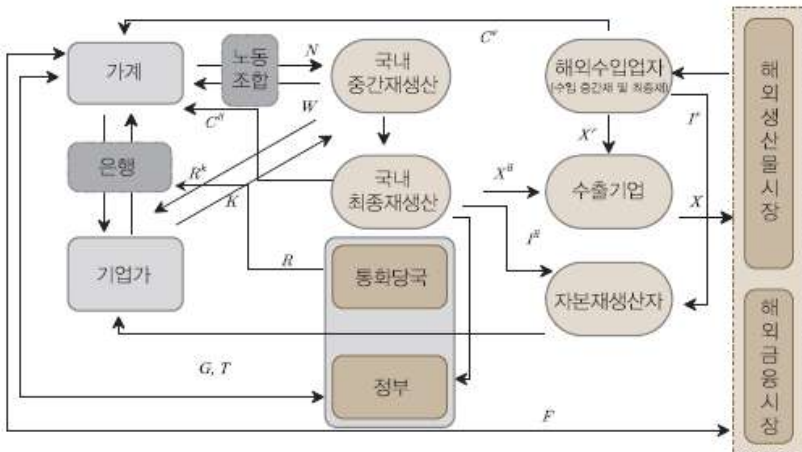 가계
노동
조합
N
국내
중간재생산
C^e
해외수입업자
(수입 중간재 및 최종재)
해외생산물시장
W
C^H
X^e
I^e
은행
R^k
K
국내
최종재생산
X^H
수출기업
X
I^H
기업가
R
통화당국
자본재생산자
해외금융시장
G, T
정부
F